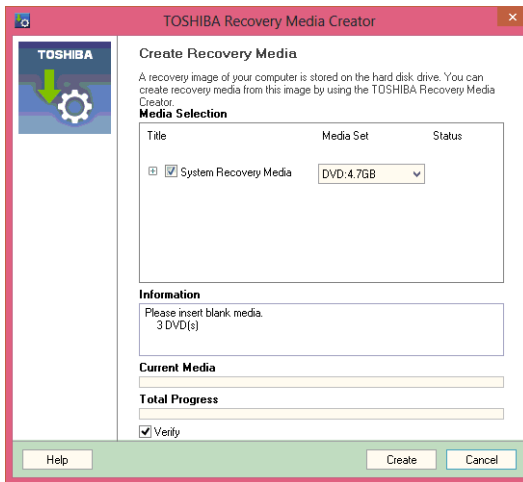 TOSHIBA Recovery Media Creator
TOSHIBA
Create Recovery Media
A recovery image of your computer is stored on the hard disk drive. You can
create recovery media from this image by using the TOSHIBA Recovery Media
Creator.
Media Selection
Title Media Set Status
System Recovery Media DVD:4.7GB
Information
Please insert blank media.
3 DVD(s)
Current Media
Total Progress
Verify
Help Create Cancel